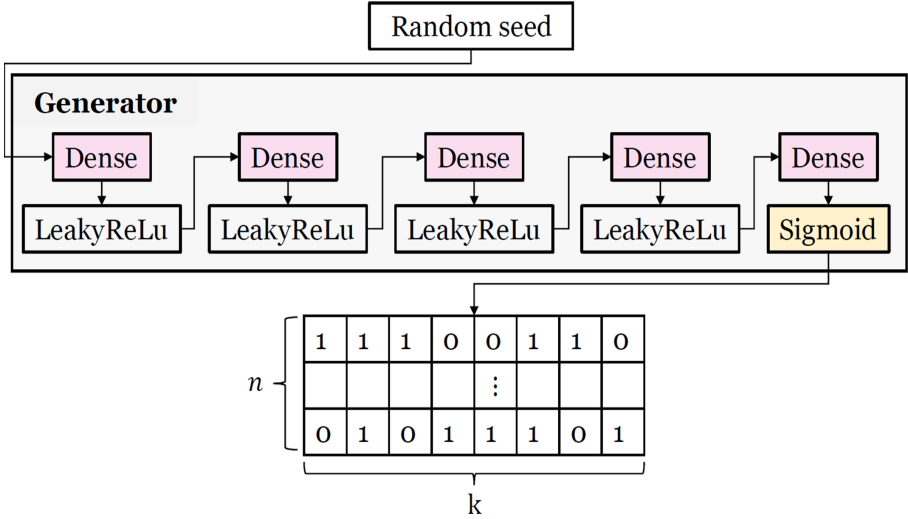 Random seed
Generator
Dense Dense Dense Dense Dense
LeakyReLu LeakyReLu LeakyReLu LeakyReLu Sigmoid
1 1 1 0 0 1 1 0
n ⋮
0 1 0 1 1 1 0 1
k